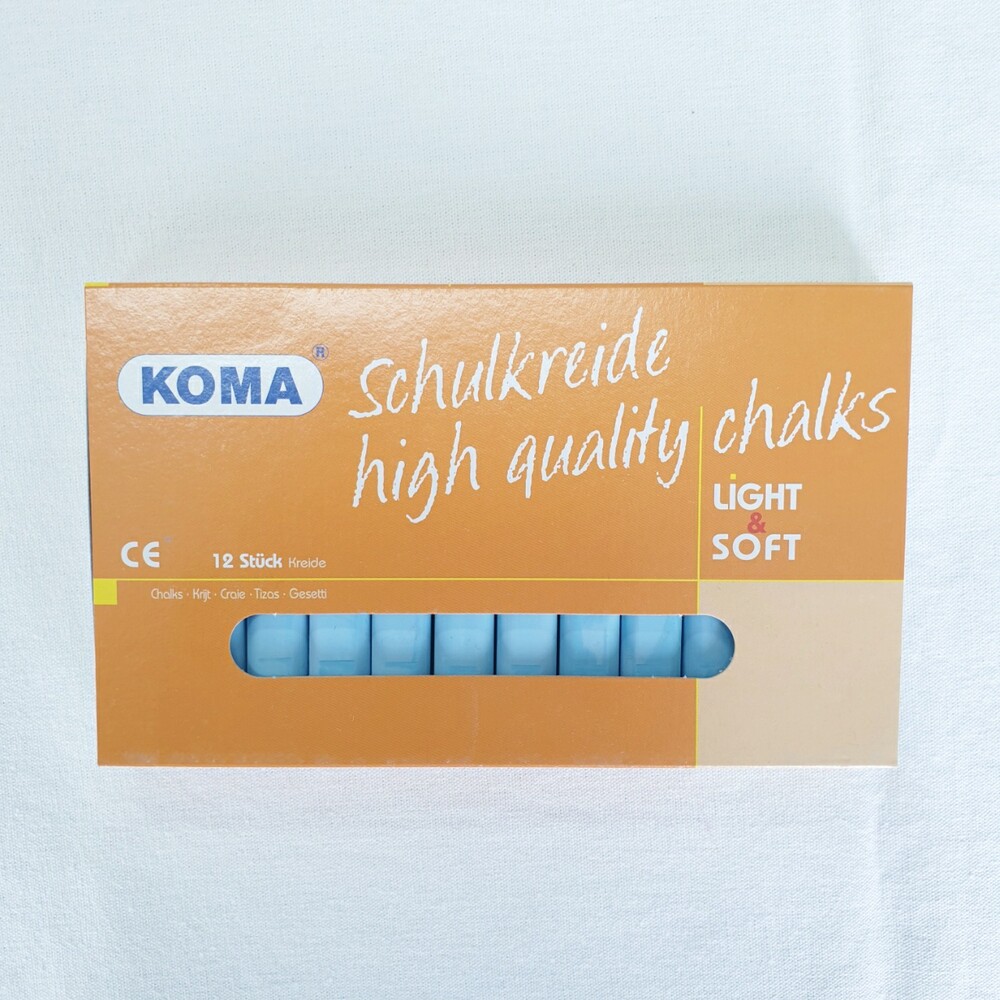 KOMA ®
Schulkreide
high quality chalks
LiGHT
&
SOFT
CE
12 Stück Kreide
Chalks · Krijt · Craie · Tizas · Gesetti